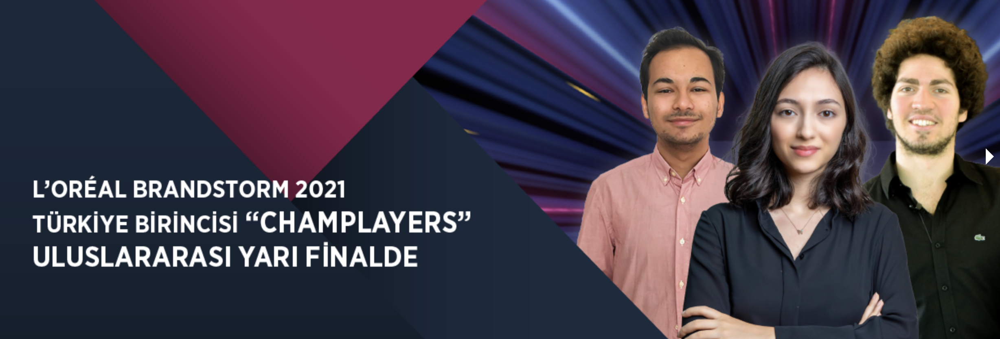 L’ORÉAL BRANDSTORM 2021
TÜRKİYE BİRİNCİSİ “CHAMPLAYERS”
ULUSLARARASI YARI FİNALDE